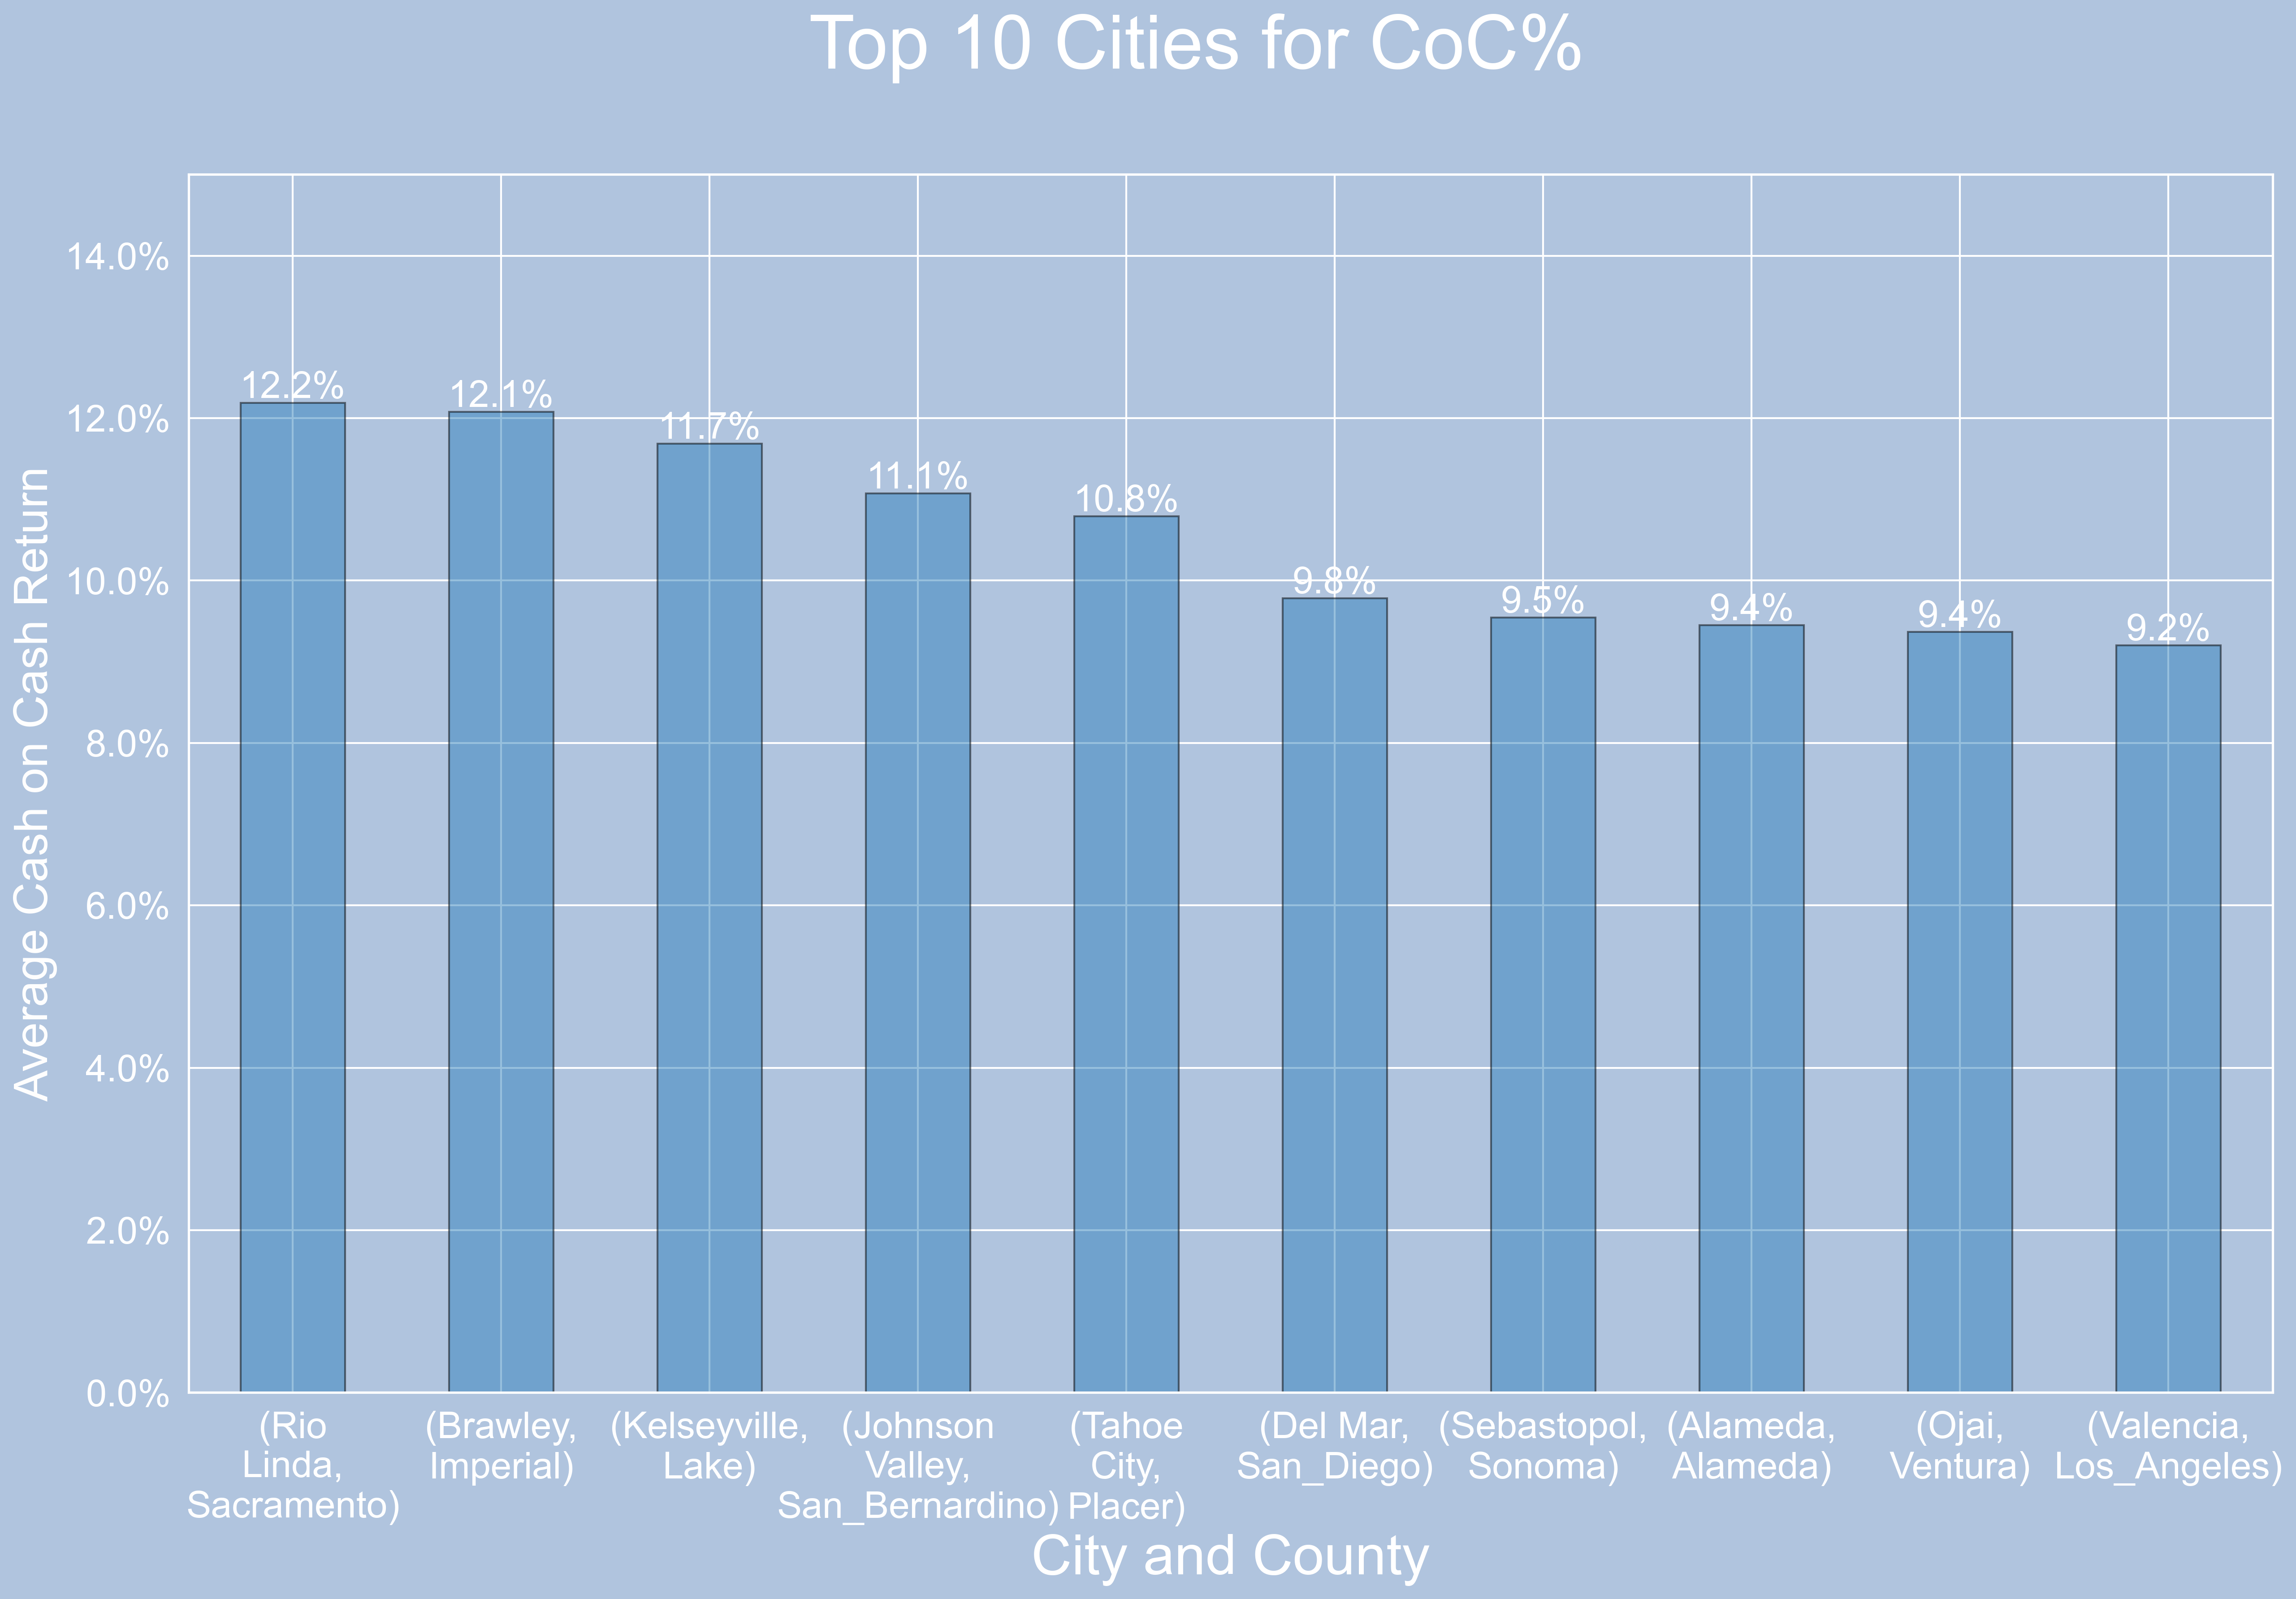 Top 10 Cities for CoC%
Average Cash on Cash Return
14.0%
12.0%
10.0%
8.0%
6.0%
4.0%
2.0%
0.0%
12.2%
12.1%
11.7%
11.1%
10.8%
9.8%
9.5%
9.4%
9.4%
9.2%
(Rio
Linda,
Sacramento)
(Brawley,
Imperial)
(Kelseyville,
Lake)
(Johnson
Valley,
San_Bernardino)
(Tahoe
City,
Placer)
(Del Mar,
San_Diego)
(Sebastopol,
Sonoma)
(Alameda,
Alameda)
(Ojai,
Ventura)
(Valencia,
Los_Angeles)
City and County